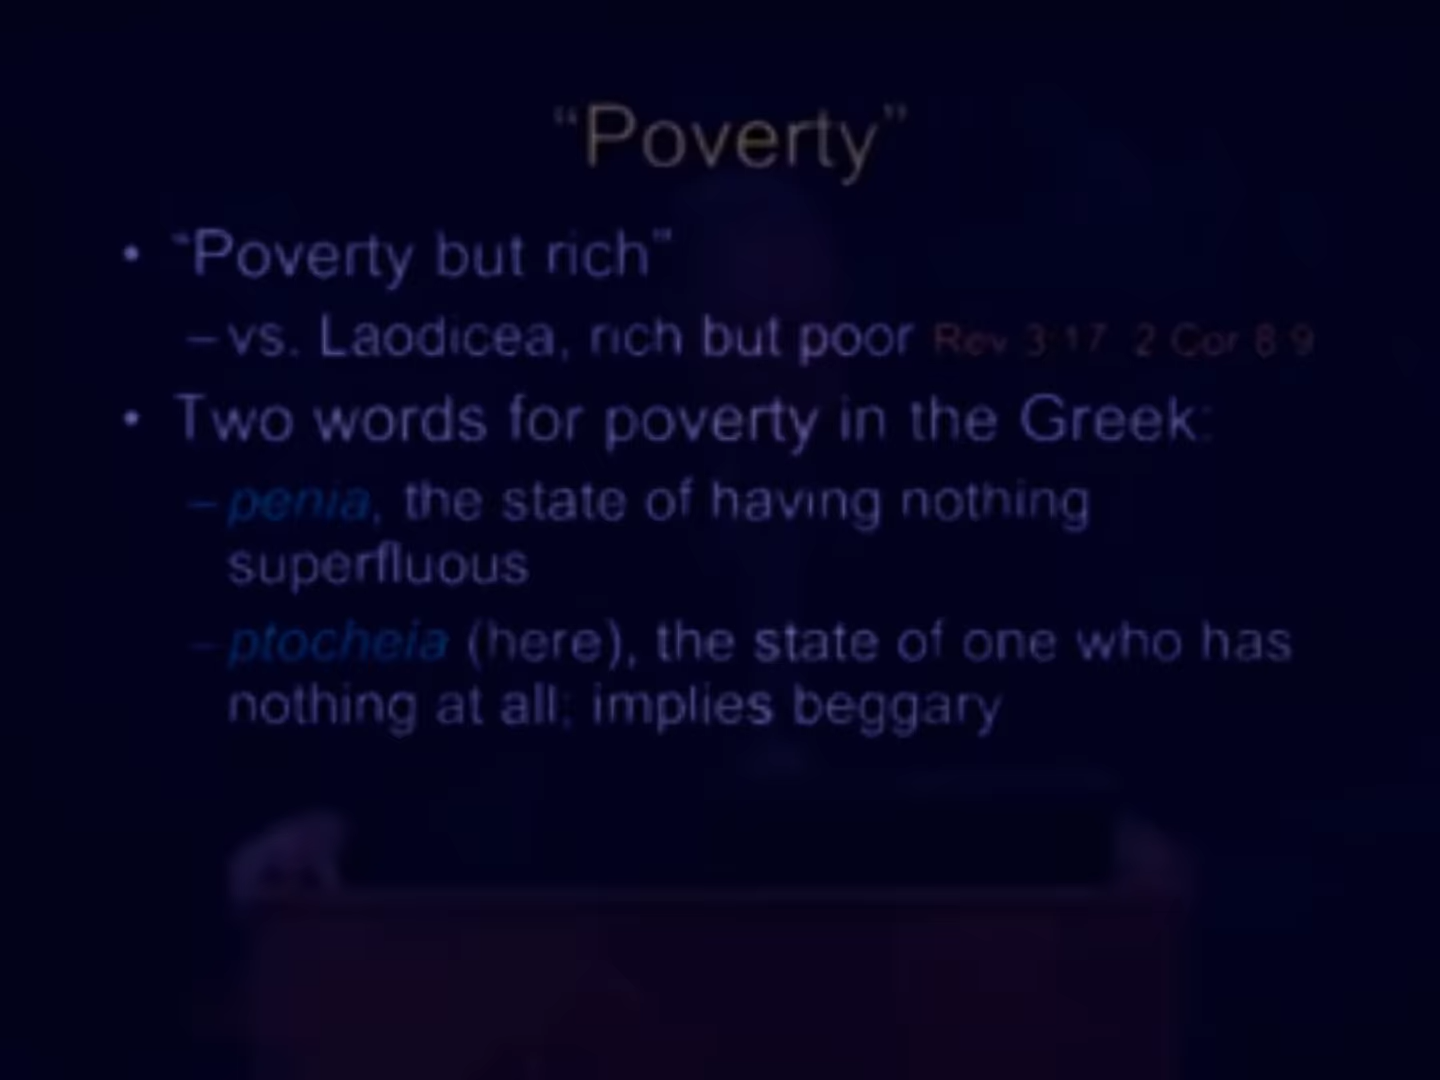 “Poverty”
• “Poverty but rich”
– vs. Laodicea, rich but poor Rev 3:17 2 Cor 8:9
• Two words for poverty in the Greek:
– penia, the state of having nothing
superfluous
– ptocheia (here), the state of one who has
nothing at all; implies beggary